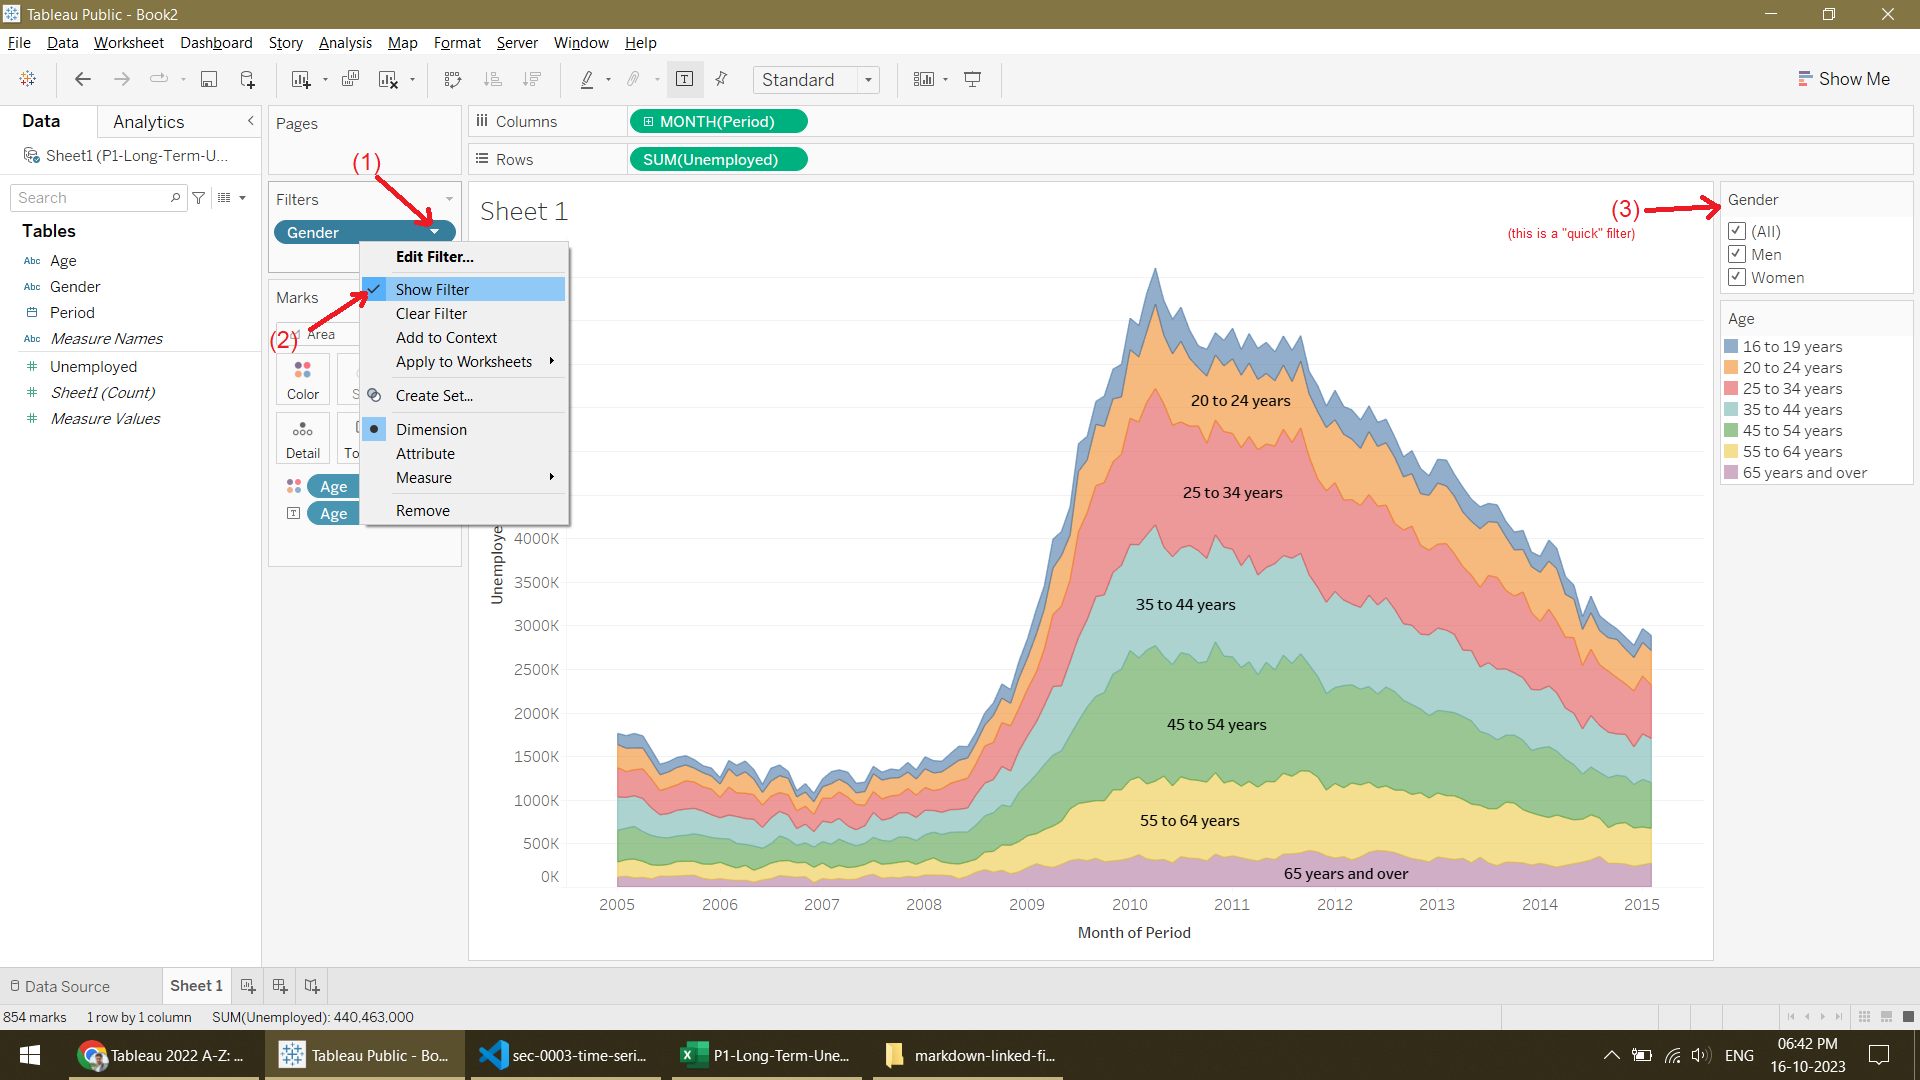 Tableau Public - Book2
File Data Worksheet Dashboard Story Analysis Map Format Server Window Help
Standard
Show Me
Data
Analytics
Sheet1 (P1-Long-Term-U...
Search
Tables
Abc Age
Abc Gender
Period
Abc Measure Names
Unemployed
Sheet1 (Count)
Measure Values
Pages
(1)
Filters
Gender
Edit Filter...
Show Filter
Clear Filter
Add to Context
Apply to Worksheets
Create Set...
Dimension
Attribute
Measure
Remove
Marks
(2)
Area
Color
Detail
To
Age
Age
Columns
MONTH(Period)
Rows
SUM(Unemployed)
Sheet 1
(3)
(this is a "quick" filter)
Gender
(All)
Men
Women
Age
16 to 19 years
20 to 24 years
25 to 34 years
35 to 44 years
45 to 54 years
55 to 64 years
65 years and over
20 to 24 years
25 to 34 years
35 to 44 years
45 to 54 years
55 to 64 years
65 years and over
Unemploye
4000K
3500K
3000K
2500K
2000K
1500K
1000K
500K
0K
2005 2006 2007 2008 2009 2010 2011 2012 2013 2014 2015
Month of Period
Data Source
Sheet 1
854 marks 1 row by 1 column SUM(Unemployed): 440,463,000
Tableau 2022 A-Z: ...
Tableau Public - Bo...
sec-0003-time-seri...
P1-Long-Term-Une...
markdown-linked-fi...
ENG
06:42 PM
16-10-2023